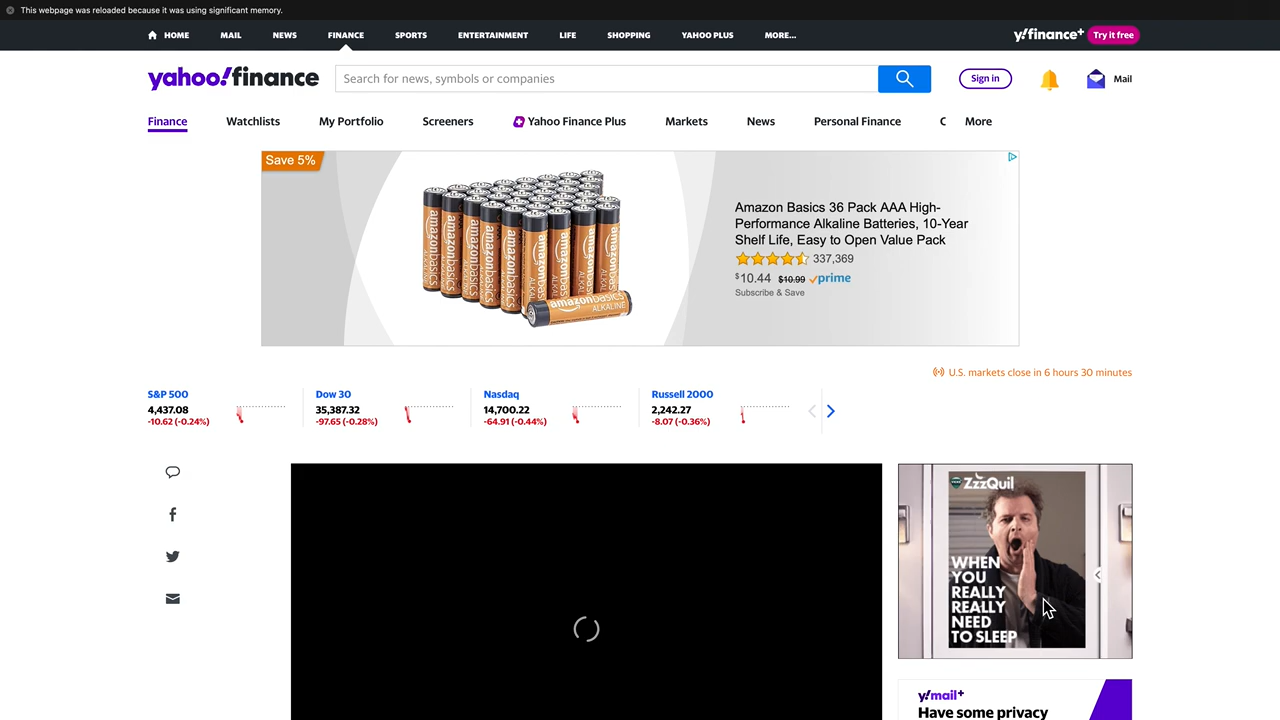 This webpage was reloaded because it was using significant memory.
HOME MAIL NEWS FINANCE SPORTS ENTERTAINMENT LIFE SHOPPING YAHOO PLUS MORE... y!finance+ Try it free
yahoo!finance Search for news, symbols or companies Sign in Mail
Finance Watchlists My Portfolio Screeners Yahoo Finance Plus Markets News Personal Finance C More
Save 5%
amazonbasics
ALKALINE
Amazon Basics 36 Pack AAA High-
Performance Alkaline Batteries, 10-Year
Shelf Life, Easy to Open Value Pack
337,369
$10.44 $10.99 prime
Subscribe & Save
U.S. markets close in 6 hours 30 minutes
S&P 500 Dow 30 Nasdaq Russell 2000
4,437.08 35,387.32 14,700.22 2,242.27
-10.62 (-0.24%) -97.65 (-0.28%) -64.91 (-0.44%) -8.07 (-0.36%)
ZzzQuil
WHEN
YOU
REALLY
REALLY
NEED
TO SLEEP
y!mail+
Have some privacy